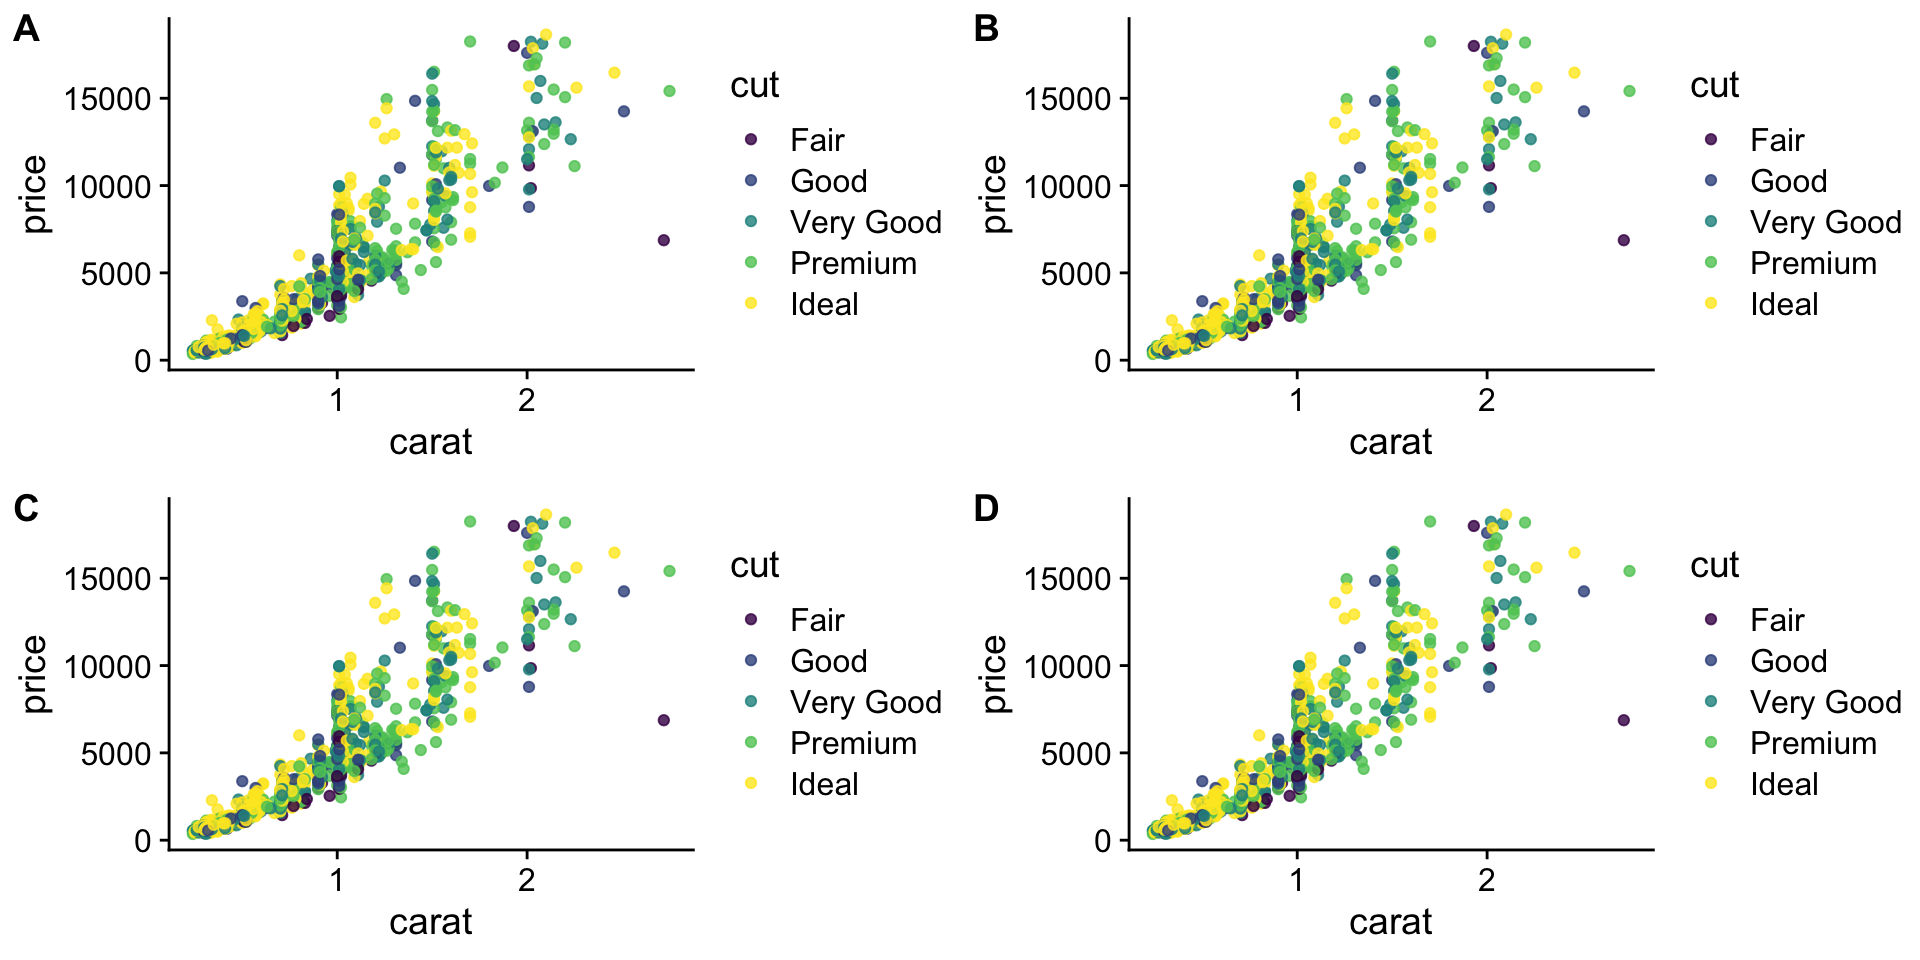 A
price
15000
10000
5000
0
1 2
carat
cut
Fair
Good
Very Good
Premium
Ideal
B
price
15000
10000
5000
0
1 2
carat
cut
Fair
Good
Very Good
Premium
Ideal
C
price
15000
10000
5000
0
1 2
carat
cut
Fair
Good
Very Good
Premium
Ideal
D
price
15000
10000
5000
0
1 2
carat
cut
Fair
Good
Very Good
Premium
Ideal